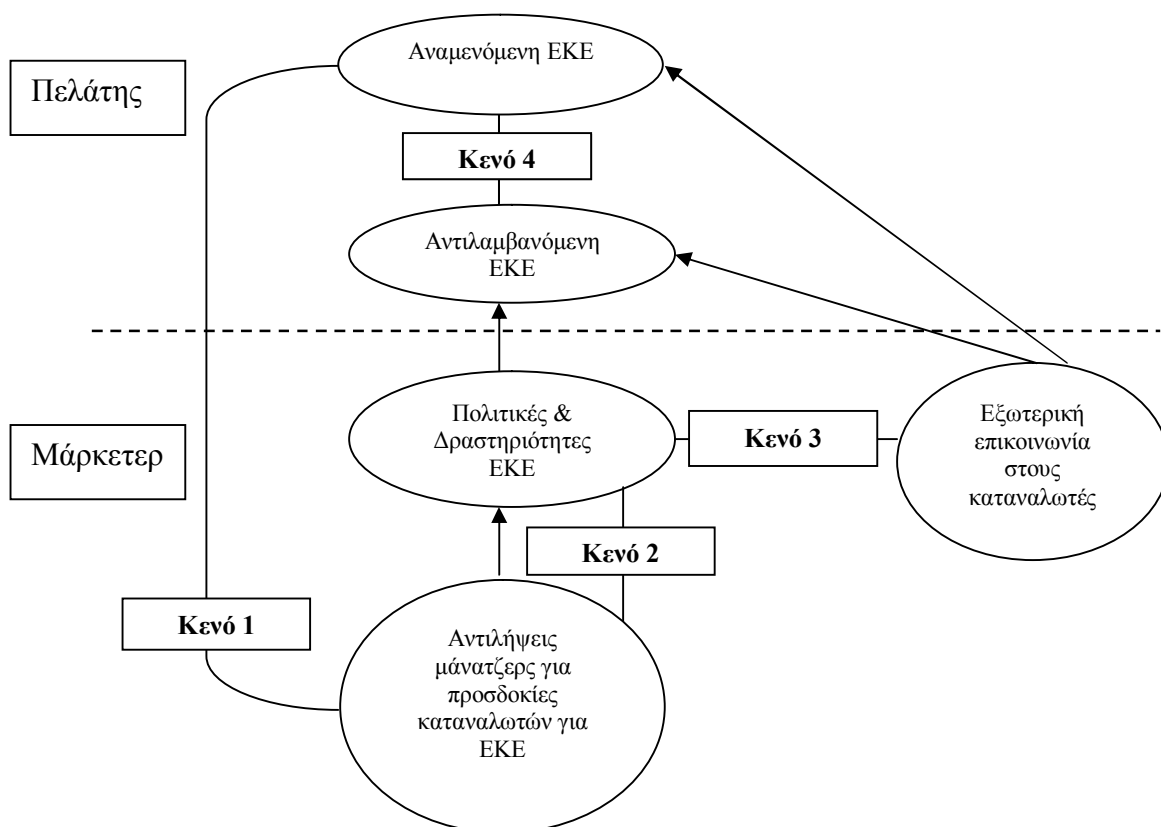 Αναμενόμενη ΕΚΕ
Πελάτης
Κενό 4
Αντιλαμβανόμενη
ΕΚΕ
Πολιτικές &
Δραστηριότητες
ΕΚΕ
Κενό 3
Εξωτερική
επικοινωνία
στους
καταναλωτές
Μάρκετερ
Κενό 2
Κενό 1
Αντιλήψεις
μάνατζερς για
προσδοκίες
καταναλωτών για
ΕΚΕ